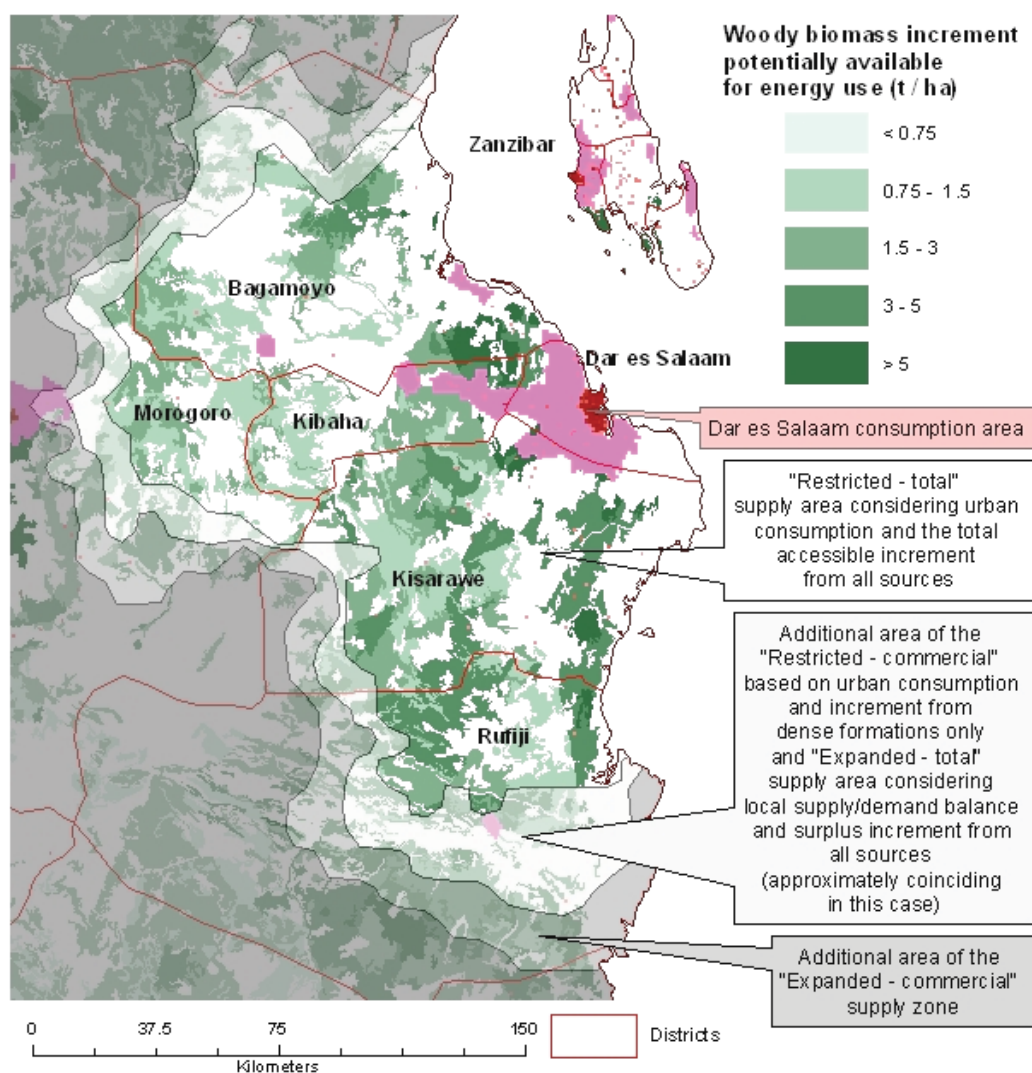 Woody biomass increment
potentially available
for energy use (t / ha)
< 0.75
0.75 - 1.5
1.5 - 3
3 - 5
> 5
Zanzibar
Bagamoyo
Dar es Salaam
Morogoro
Kibaha
Kisarawe
Rufiji
Dar es Salaam consumption area
"Restricted - total"
supply area considering urban
consumption and the total
accessible increment
from all sources
Additional area of the
"Restricted - commercial"
based on urban consumption
and increment from
dense formations only
and "Expanded - total"
supply area considering
local supply/demand balance
and surplus increment from
all sources
(approximately coinciding
in this case)
Additional area of the
"Expanded - commercial"
supply zone
0
37.5
75
150
Kilometers
Districts